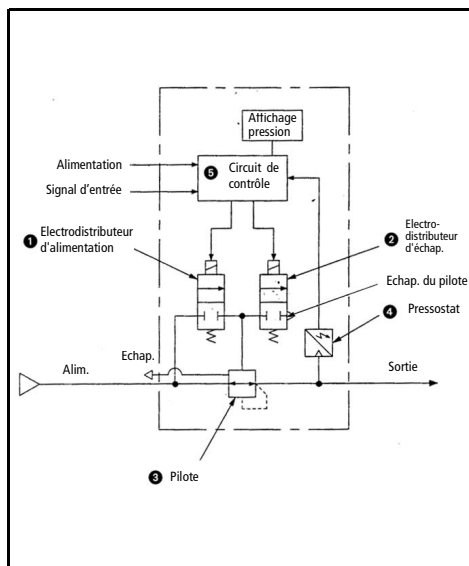 Affichage
pression
Alimentation
❺ Circuit de
contrôle
Signal d'entrée
❶ Electrodistributeur
d'alimentation
Electro-
❷ distributeur
d'échap.
Echap. du pilote
❹ Pressostat
Echap.
Alim.
Sortie
❸ Pilote